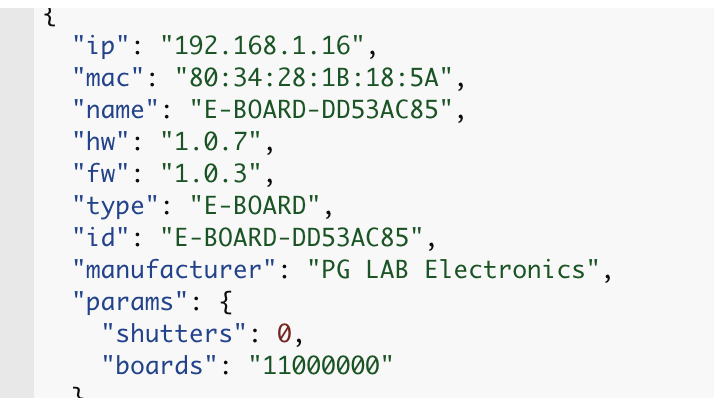 {
"ip": "192.168.1.16",
"mac": "80:34:28:1B:18:5A",
"name": "E-BOARD-DD53AC85",
"hw": "1.0.7",
"fw": "1.0.3",
"type": "E-BOARD",
"id": "E-BOARD-DD53AC85",
"manufacturer": "PG LAB Electronics",
"params": {
"shutters": 0,
"boards": "11000000"
}